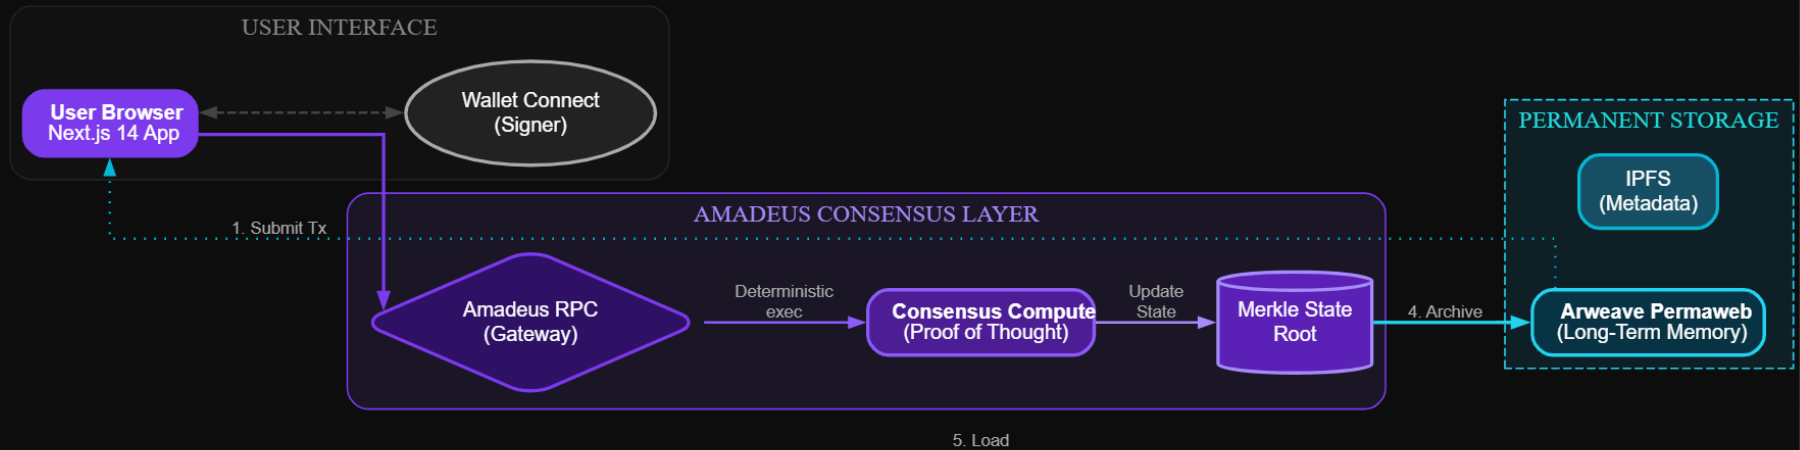 USER INTERFACE
User Browser
Next.js 14 App
Wallet Connect
(Signer)
PERMANENT STORAGE
IPFS
(Metadata)
1. Submit Tx
AMADEUS CONSENSUS LAYER
Amadeus RPC
(Gateway)
Deterministic
exec
Consensus Compute
(Proof of Thought)
Update
State
Merkle State
Root
4. Archive
Arweave Permaweb
(Long-Term Memory)
5. Load